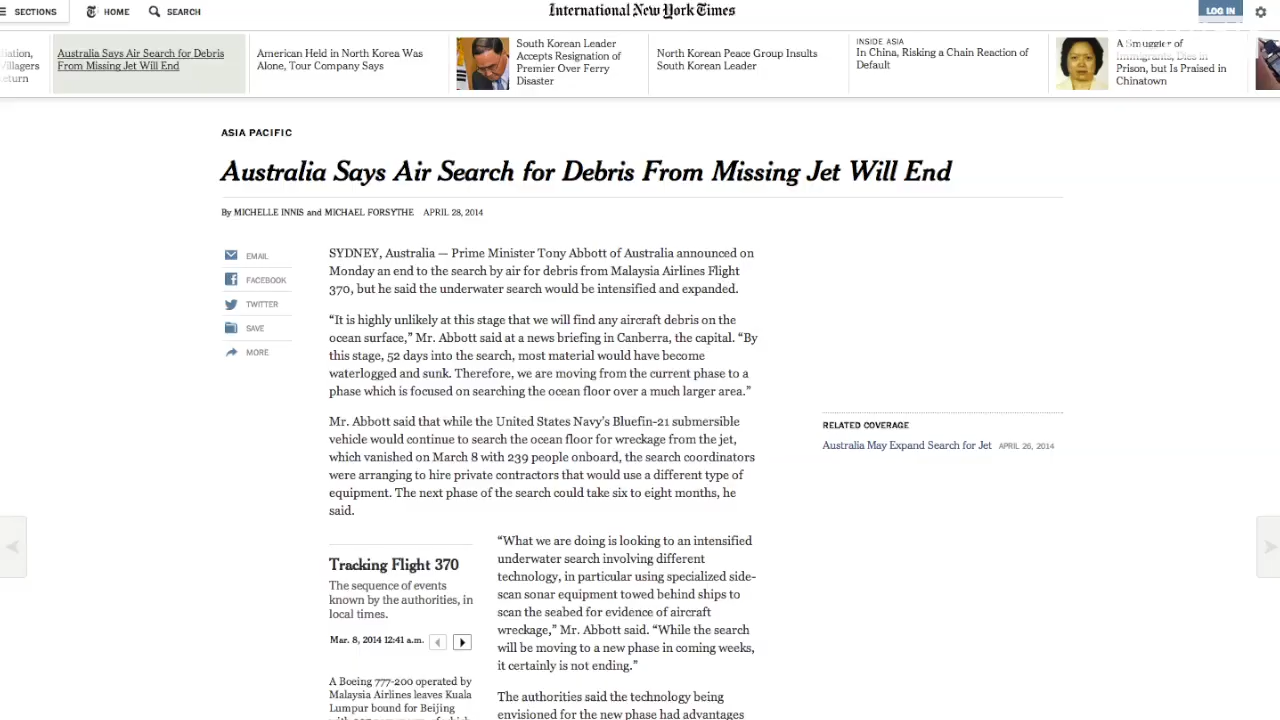 SECTIONS
HOME
SEARCH
International New York Times
LOG IN
Villagers
Australia Says Air Search for Debris
From Missing Jet Will End
American Held in North Korea Was
Alone, Tour Company Says
South Korean Leader
Accepts Resignation of
Premier Over Ferry
Disaster
North Korean Peace Group Insults
South Korean Leader
INSIDE ASIA
In China, Risking a Chain Reaction of
Default
A Smuggler of
Immigrants, Dies in
Prison, but Is Praised in
Chinatown
ASIA PACIFIC
Australia Says Air Search for Debris From Missing Jet Will End
By MICHELLE INNIS and MICHAEL FORSYTHE APRIL 28, 2014
EMAIL
FACEBOOK
TWITTER
SAVE
MORE
SYDNEY, Australia — Prime Minister Tony Abbott of Australia announced on
Monday an end to the search by air for debris from Malaysia Airlines Flight
370, but he said the underwater search would be intensified and expanded.
“It is highly unlikely at this stage that we will find any aircraft debris on the
ocean surface,” Mr. Abbott said at a news briefing in Canberra, the capital. “By
this stage, 52 days into the search, most material would have become
waterlogged and sunk. Therefore, we are moving from the current phase to a
phase which is focused on searching the ocean floor over a much larger area.”
Mr. Abbott said that while the United States Navy’s Bluefin-21 submersible
vehicle would continue to search the ocean floor for wreckage from the jet,
which vanished on March 8 with 239 people onboard, the search coordinators
were arranging to hire private contractors that would use a different type of
equipment. The next phase of the search could take six to eight months, he
said.
RELATED COVERAGE
Australia May Expand Search for Jet APRIL 26, 2014
Tracking Flight 370
The sequence of events
known by the authorities, in
local times.
Mar. 8, 2014 12:41 a.m.
A Boeing 777-200 operated by
Malaysia Airlines leaves Kuala
Lumpur bound for Beijing
“What we are doing is looking to an intensified
underwater search involving different
technology, in particular using specialized side-
scan sonar equipment towed behind ships to
scan the seabed for evidence of aircraft
wreckage,” Mr. Abbott said. “While the search
will be moving to a new phase in coming weeks,
it certainly is not ending.”
The authorities said the technology being
envisioned for the new phase had advantages